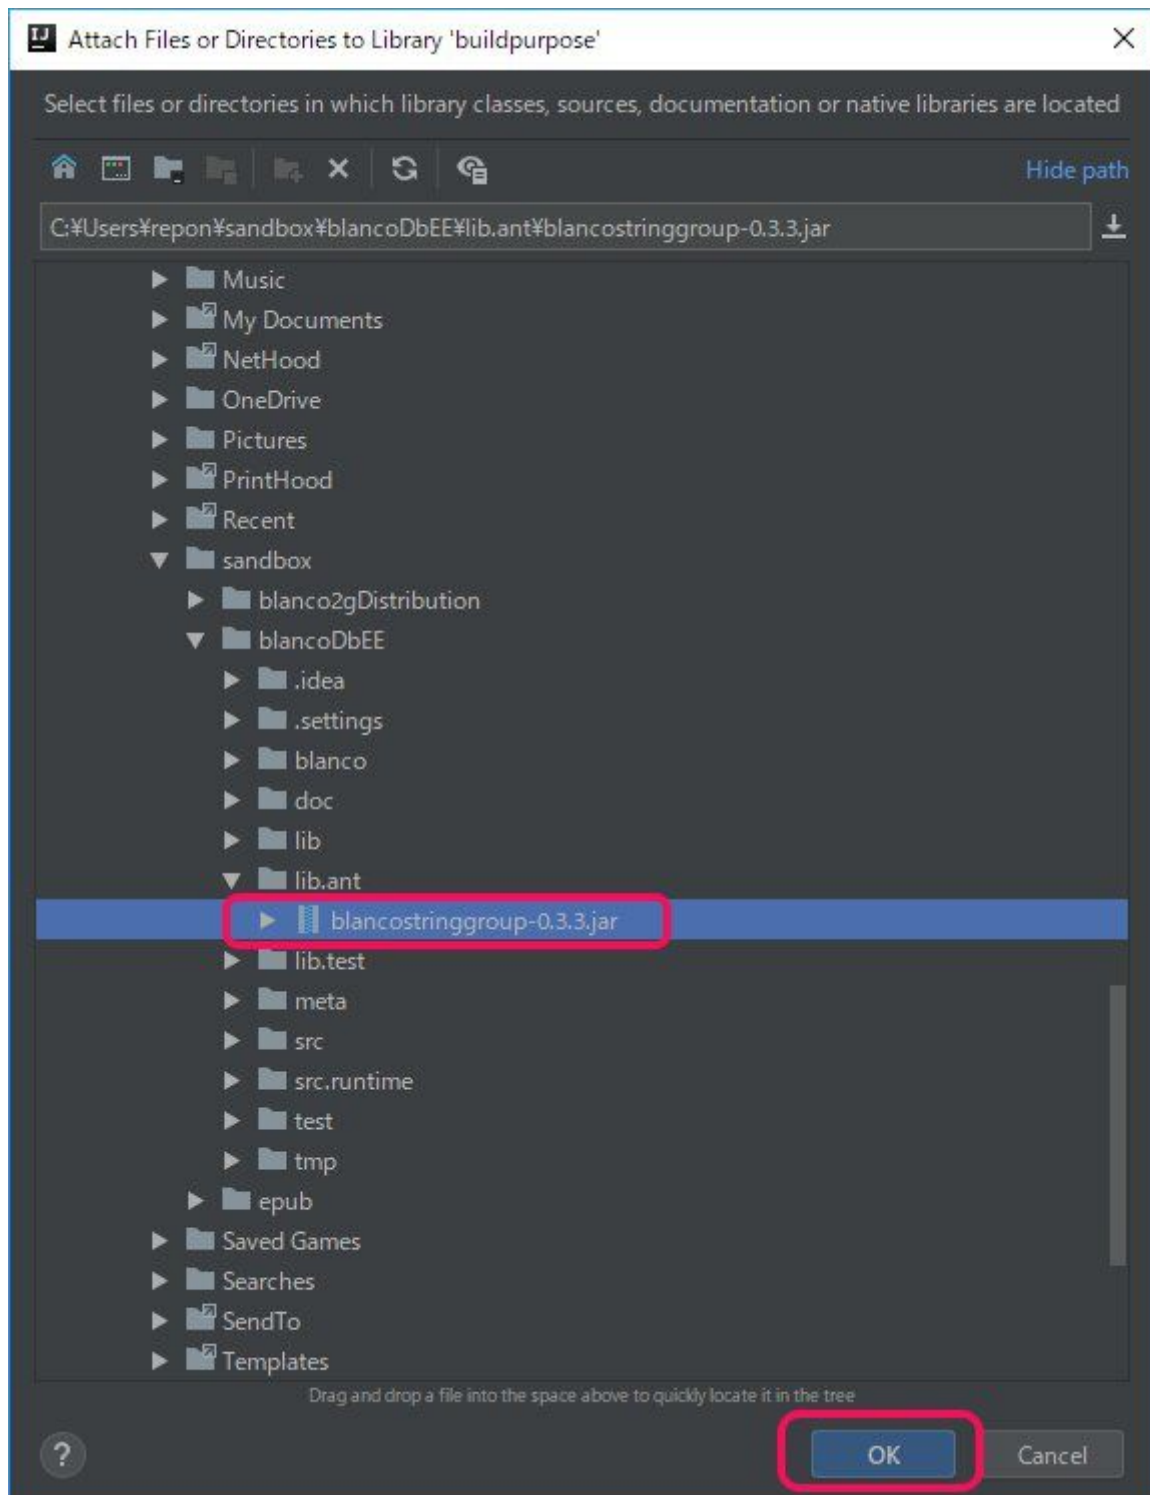 IJ Attach Files or Directories to Library 'buildpurpose'
Select files or directories in which library classes, sources, documentation or native libraries are located
Hide path
C:¥Users¥repon¥sandbox¥blancoDbEE¥lib.ant¥blancostringgroup-0.3.3.jar
Music
My Documents
NetHood
OneDrive
Pictures
PrintHood
Recent
sandbox
blanco2gDistribution
blancoDbEE
.idea
.settings
blanco
doc
lib
lib.ant
blancostringgroup-0.3.3.jar
lib.test
meta
src
src.runtime
test
tmp
epub
Saved Games
Searches
SendTo
Templates
Drag and drop a file into the space above to quickly locate it in the tree
? OK Cancel